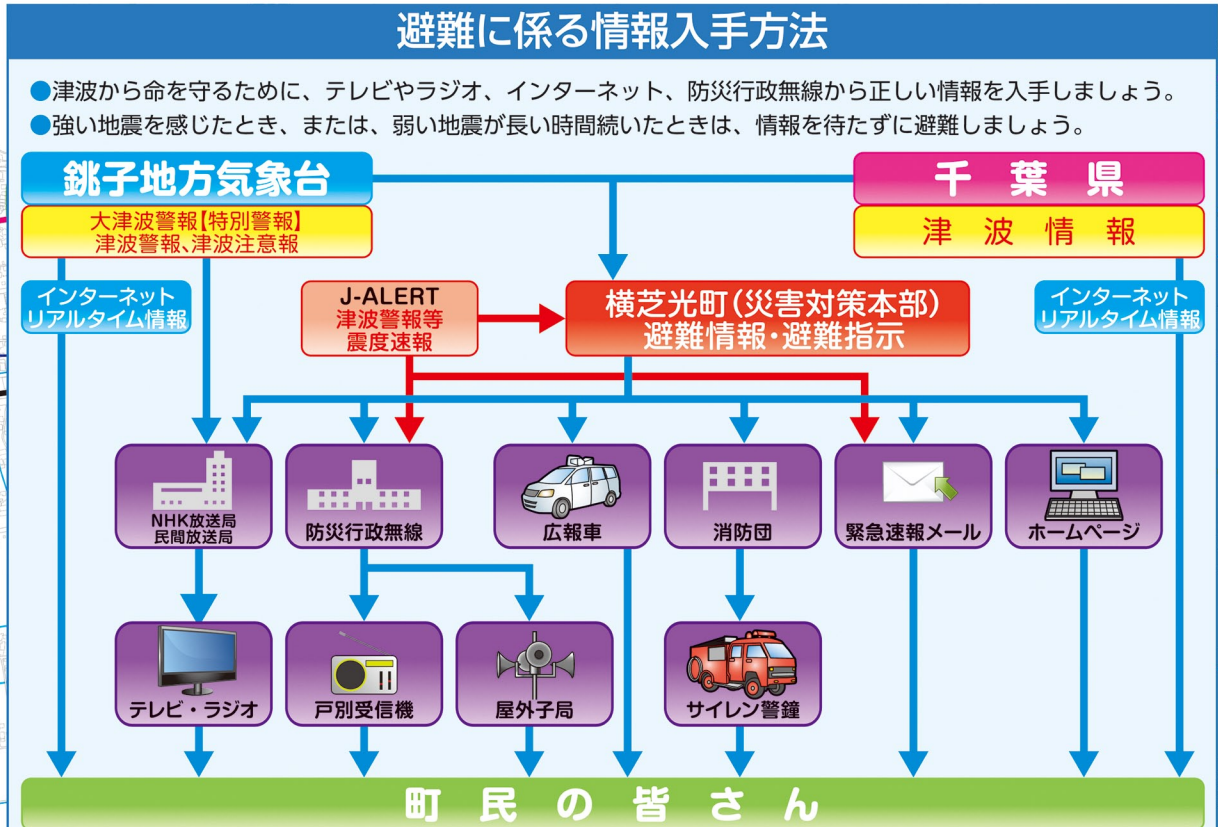 避難に係る情報入手方法
●津波から命を守るために、テレビやラジオ、インターネット、防災行政無線から正しい情報を入手しましょう。
●強い地震を感じたとき、または、弱い地震が長い時間続いたときは、情報を待たずに避難しましょう。
銚子地方気象台
千葉県
大津波警報【特別警報】
津波警報、津波注意報
津波情報
インターネット
リアルタイム情報
J-ALERT
津波警報等
震度速報
横芝光町(災害対策本部)
避難情報・避難指示
インターネット
リアルタイム情報
NHK放送局
民間放送局
防災行政無線
広報車
消防団
緊急速報メール
ホームページ
テレビ・ラジオ
戸別受信機
屋外子局
サイレン警鐘
町民の皆さん